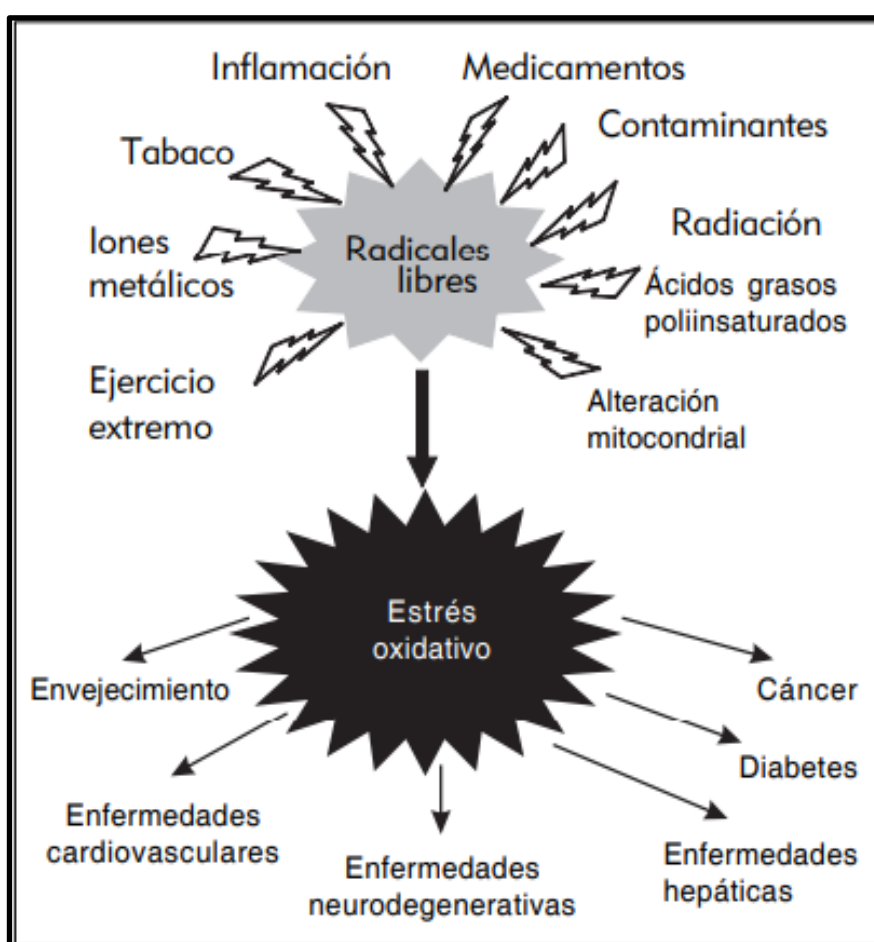 Inflamación
Medicamentos
Tabaco
Contaminantes
Iones
metálicos
Radicales
libres
Radiación
Ácidos grasos
poliinsaturados
Ejercicio
extremo
Alteración
mitocondrial
Estrés
oxidativo
Envejecimiento
Cáncer
Diabetes
Enfermedades
cardiovasculares
Enfermedades
neurodegenerativas
Enfermedades
hepáticas